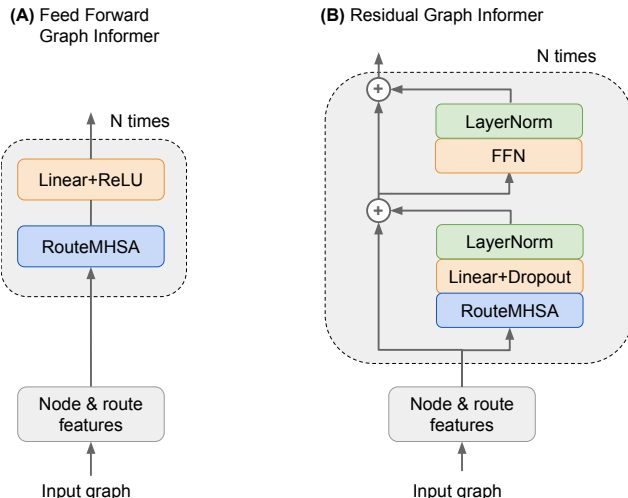 (A) Feed Forward
Graph Informer
N times
Linear+ReLU
RouteMHSA
Node & route
features
Input graph
(B) Residual Graph Informer
N times
+
LayerNorm
FFN
+
LayerNorm
Linear+Dropout
RouteMHSA
Node & route
features
Input graph